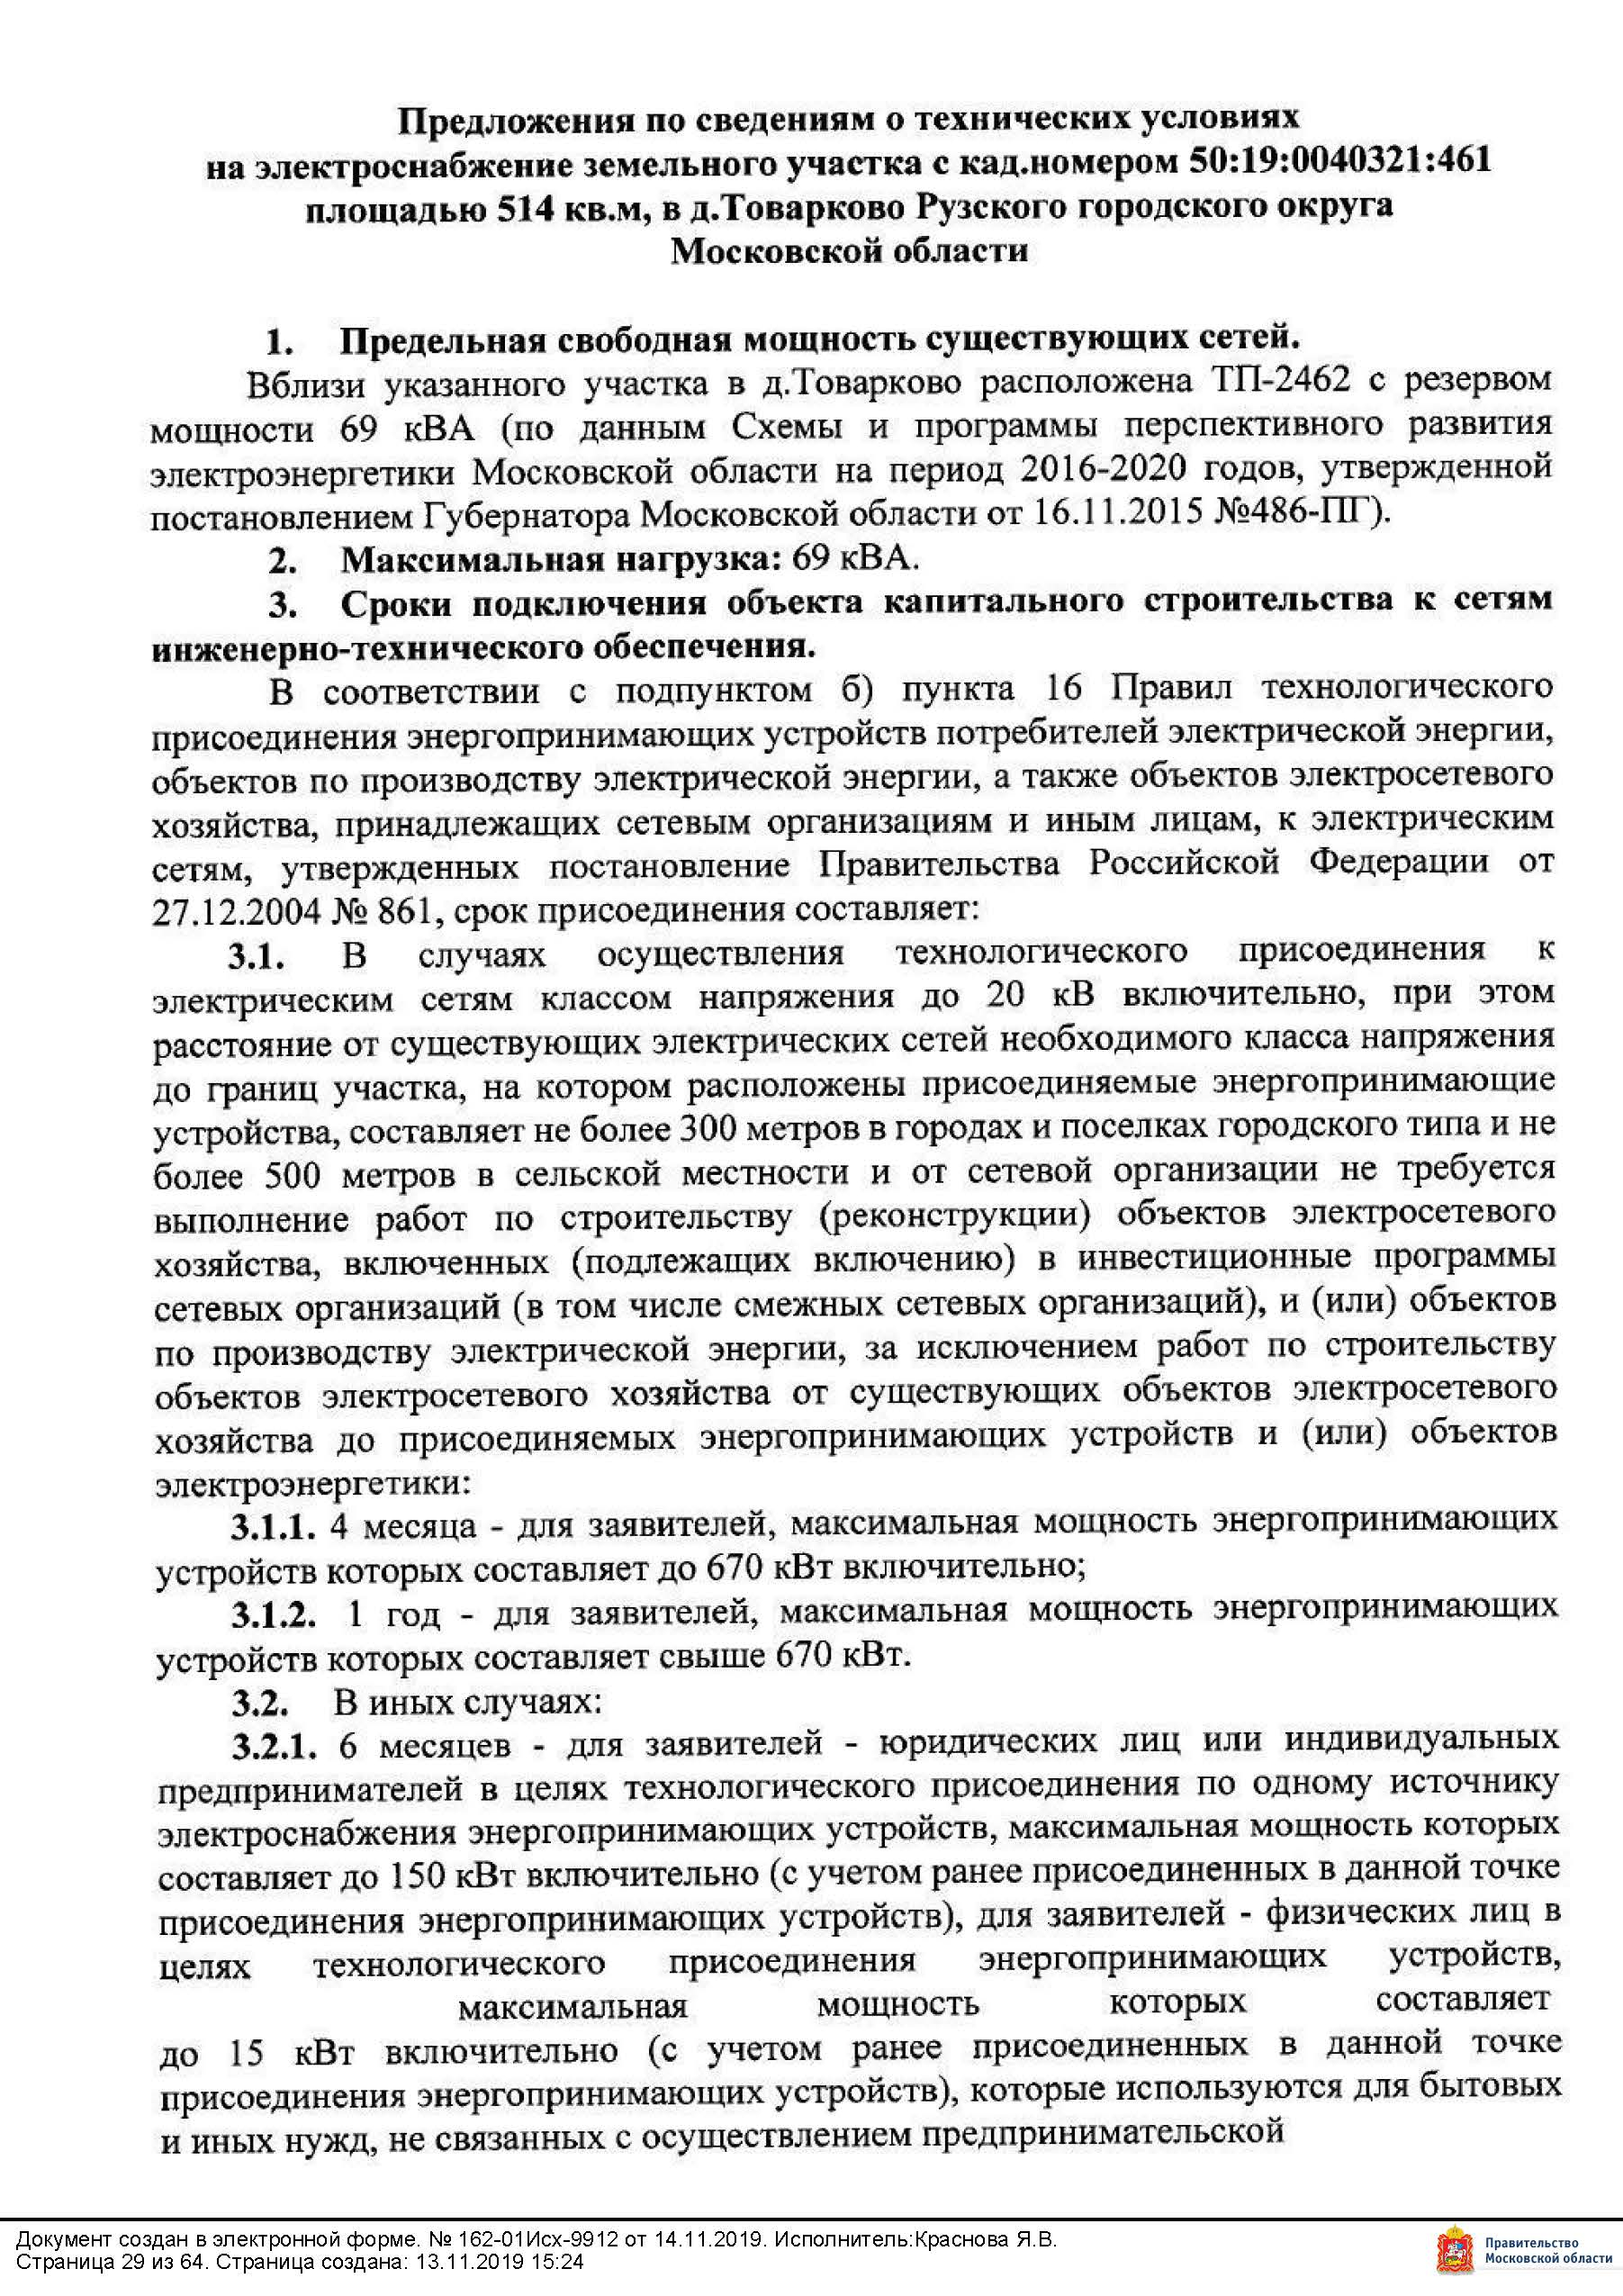 Предложения по сведениям о технических условиях
на электроснабжение земельного участка с кад.номером 50:19:0040321:461
площадью 514 кв.м, в д.Товарково Рузского городского округа
Московской области
1. Предельная свободная мощность существующих сетей.
Вблизи указанного участка в д.Товарково расположена ТП-2462 с резервом
мощности 69 кВА (по данным Схемы и программы перспективного развития
электроэнергетики Московской области на период 2016-2020 годов, утвержденной
постановлением Губернатора Московской области от 16.11.2015 №486-ПГ).
2. Максимальная нагрузка: 69 кВА.
3. Сроки подключения объекта капитального строительства к сетям
инженерно-технического обеспечения.
В соответствии с подпунктом б) пункта 16 Правил технологического
присоединения энергопринимающих устройств потребителей электрической энергии,
объектов по производству электрической энергии, а также объектов электросетевого
хозяйства, принадлежащих сетевым организациям и иным лицам, к электрическим
сетям, утвержденных постановление Правительства Российской Федерации от
27.12.2004 № 861, срок присоединения составляет:
3.1. В случаях осуществления технологического присоединения к
электрическим сетям классом напряжения до 20 кВ включительно, при этом
расстояние от существующих электрических сетей необходимого класса напряжения
до границ участка, на котором расположены присоединяемые энергопринимающие
устройства, составляет не более 300 метров в городах и поселках городского типа и не
более 500 метров в сельской местности и от сетевой организации не требуется
выполнение работ по строительству (реконструкции) объектов электросетевого
хозяйства, включенных (подлежащих включению) в инвестиционные программы
сетевых организаций (в том числе смежных сетевых организаций), и (или) объектов
по производству электрической энергии, за исключением работ по строительству
объектов электросетевого хозяйства от существующих объектов электросетевого
хозяйства до присоединяемых энергопринимающих устройств и (или) объектов
электроэнергетики:
3.1.1. 4 месяца - для заявителей, максимальная мощность энергопринимающих
устройств которых составляет до 670 кВт включительно;
3.1.2. 1 год - для заявителей, максимальная мощность энергопринимающих
устройств которых составляет свыше 670 кВт.
3.2. В иных случаях:
3.2.1. 6 месяцев - для заявителей - юридических лиц или индивидуальных
предпринимателей в целях технологического присоединения по одному источнику
электроснабжения энергопринимающих устройств, максимальная мощность которых
составляет до 150 кВт включительно (с учетом ранее присоединенных в данной точке
присоединения энергопринимающих устройств), для заявителей - физических лиц в
целях технологического присоединения энергопринимающих устройств,
максимальная мощность которых составляет
до 15 кВт включительно (с учетом ранее присоединенных в данной точке
присоединения энергопринимающих устройств), которые используются для бытовых
и иных нужд, не связанных с осуществлением предпринимательской
Документ создан в электронной форме. № 162-01Исх-9912 от 14.11.2019. Исполнитель:Краснова Я.В.
Страница 29 из 64. Страница создана: 13.11.2019 15:24
Правительство
Московской области